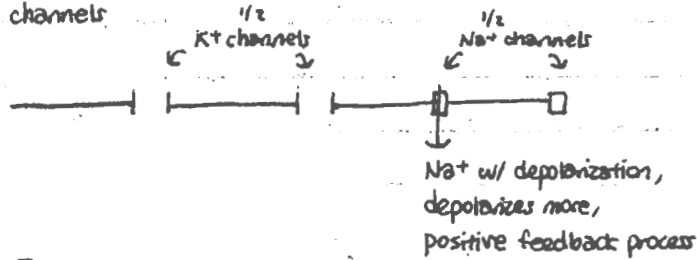 channels
1/2
K+ channels
1/2
Na+ channels
Na+ w/ depolarization,
depolarizes more,
positive feedback process